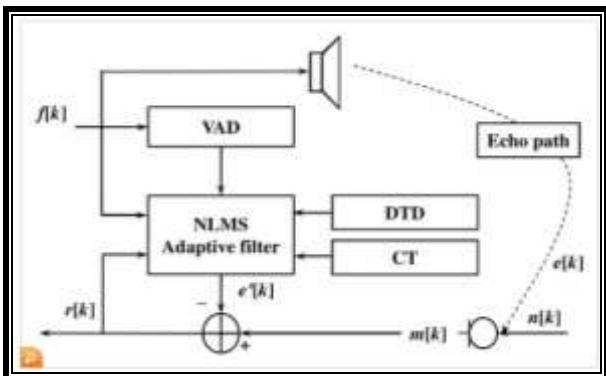 f[k]
VAD
Echo path
NLMS
Adaptive filter
DTD
CT
e[k]
e'[k]
r[k]
−
+
m[k]
n[k]